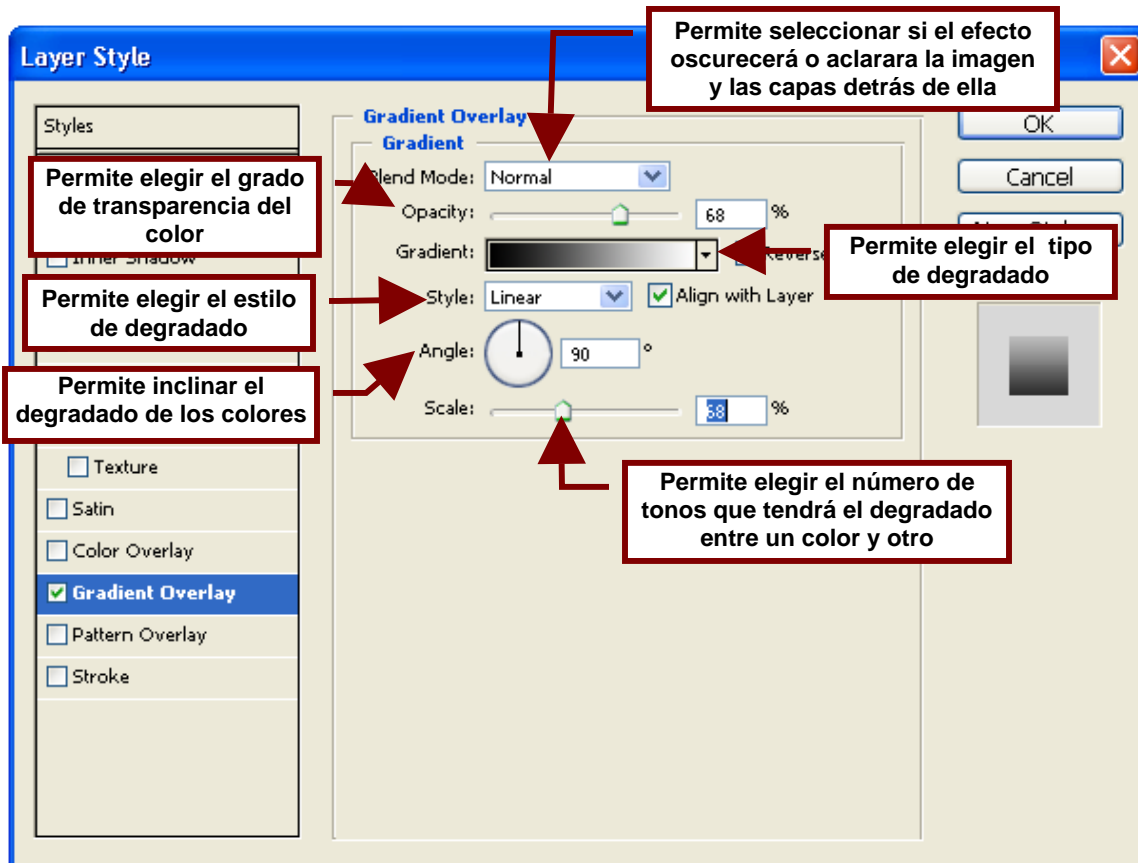 Layer Style
Permite seleccionar si el efecto
oscurecerá o aclarara la imagen
y las capas detrás de ella
Styles
Gradient Overlay
Gradient
OK
Cancel
Permite elegir el grado
de transparencia del
color
Blend Mode: Normal
Opacity: 68 %
Gradient: Reverse
Permite elegir el tipo
de degradado
Inner Shadow
Permite elegir el estilo
de degradado
Style: Linear Align with Layer
Angle: 90 °
Permite inclinar el
degradado de los colores
Scale: %
Texture
Permite elegir el número de
tonos que tendrá el degradado
entre un color y otro
Satin
Color Overlay
Gradient Overlay
Pattern Overlay
Stroke